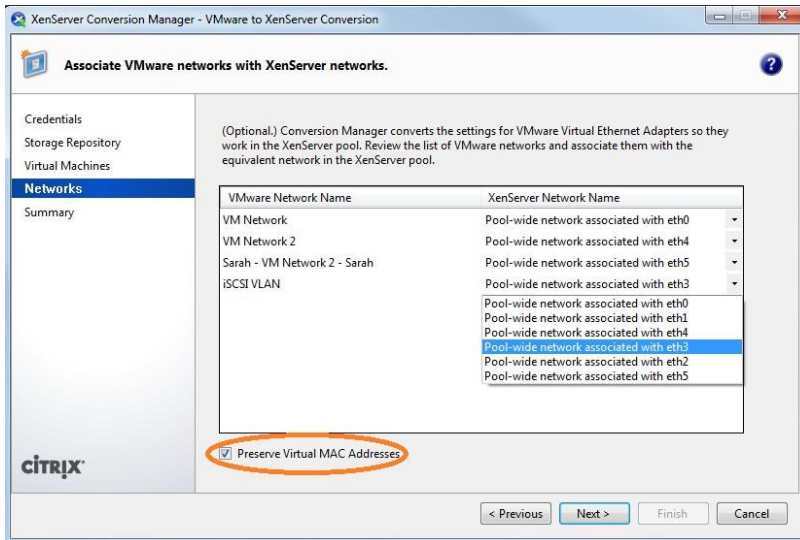 XenServer Conversion Manager - VMware to XenServer Conversion
Associate VMware networks with XenServer networks.
?
Credentials
Storage Repository
Virtual Machines
Networks
Summary
(Optional.) Conversion Manager converts the settings for VMware Virtual Ethernet Adapters so they
work in the XenServer pool. Review the list of VMware networks and associate them with the
equivalent network in the XenServer pool.
VMware Network Name XenServer Network Name
VM Network Pool-wide network associated with eth0
VM Network 2 Pool-wide network associated with eth4
Sarah - VM Network 2 - Sarah Pool-wide network associated with eth5
iSCSI VLAN Pool-wide network associated with eth3
Pool-wide network associated with eth0
Pool-wide network associated with eth1
Pool-wide network associated with eth4
Pool-wide network associated with eth3
Pool-wide network associated with eth2
Pool-wide network associated with eth5
Preserve Virtual MAC Addresses
CITRIX
< Previous Next > Finish Cancel